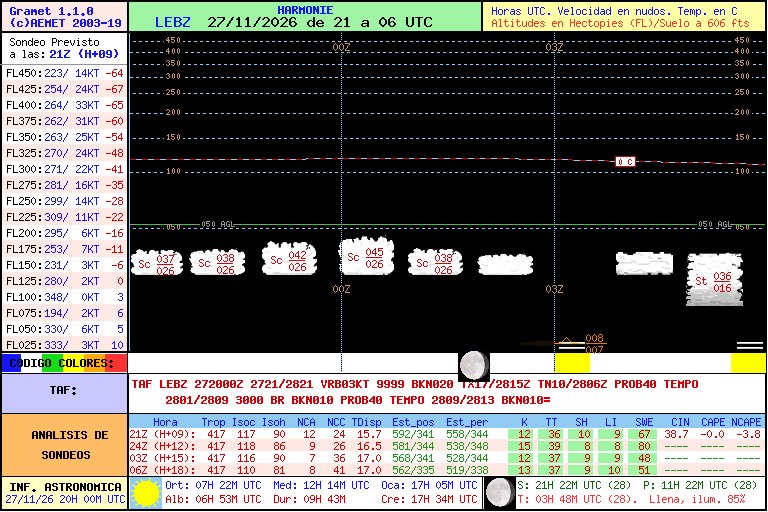 Gramet 1.1.0
(c)AEMET 2003-19
HARMONIE
LEBZ 27/11/2026 de 21 a 06 UTC
Horas UTC. Velocidad en nudos. Temp. en C
Altitudes en Hectopies (FL)/Suelo a 606 fts
Sondeo Previsto
a las: 21Z (H+09)
FL450: 223/ 14KT -64
FL425: 254/ 24KT -67
FL400: 264/ 33KT -65
FL375: 262/ 31KT -60
FL350: 263/ 25KT -54
FL325: 270/ 24KT -48
FL300: 271/ 22KT -41
FL275: 281/ 16KT -35
FL250: 299/ 14KT -28
FL225: 309/ 11KT -22
FL200: 295/ 6KT -16
FL175: 253/ 7KT -11
FL150: 231/ 3KT -6
FL125: 280/ 2KT 0
FL100: 348/ 0KT 3
FL075: 194/ 2KT 6
FL050: 330/ 6KT 5
FL025: 333/ 3KT 10
450 00Z 03Z 450
400 400
350 350
300 300
250 250
200 200
150 150
0 C
100 100
050 050 AGL 050 AGL 050
Sc 037 026
Sc 038 026
Sc 042 026
Sc 045 026
Sc 038 026
St 036 016
00Z 03Z
008
007
CODIGO COLORES:
TAF:
TAF LEBZ 272000Z 2721/2821 VRB03KT 9999 BKN020 TX17/2815Z TN10/2806Z PROB40 TEMPO
2801/2809 3000 BR BKN010 PROB40 TEMPO 2809/2813 BKN010=
ANALISIS DE
SONDEOS
Hora Trop Isoc Isoh NCA NCC TDisp Est_pos Est_per K TT SH LI SWE CIN CAPE NCAPE
21Z (H+09): 417 117 90 12 24 15.7 592/341 558/344 12 36 10 9 67 38.7 -0.0 -3.8
24Z (H+12): 417 118 86 9 26 16.5 581/340 538/348 15 39 8 8 80 ---- ---- ----
03Z (H+15): 417 116 90 7 36 17.0 568/341 528/344 12 37 9 9 48 ---- ---- ----
06Z (H+18): 417 110 81 8 41 17.0 562/335 519/338 13 37 9 10 51 ---- ---- ----
INF. ASTRONOMICA
27/11/26 20H 00M UTC
Ort: 07H 22M UTC Med: 12H 14M UTC Oca: 17H 05M UTC
Alb: 06H 53M UTC Dur: 09H 43M Cre: 17H 34M UTC
S: 21H 22M UTC (28) P: 11H 22M UTC (28)
T: 03H 48M UTC (28). Llena, ilum. 85%